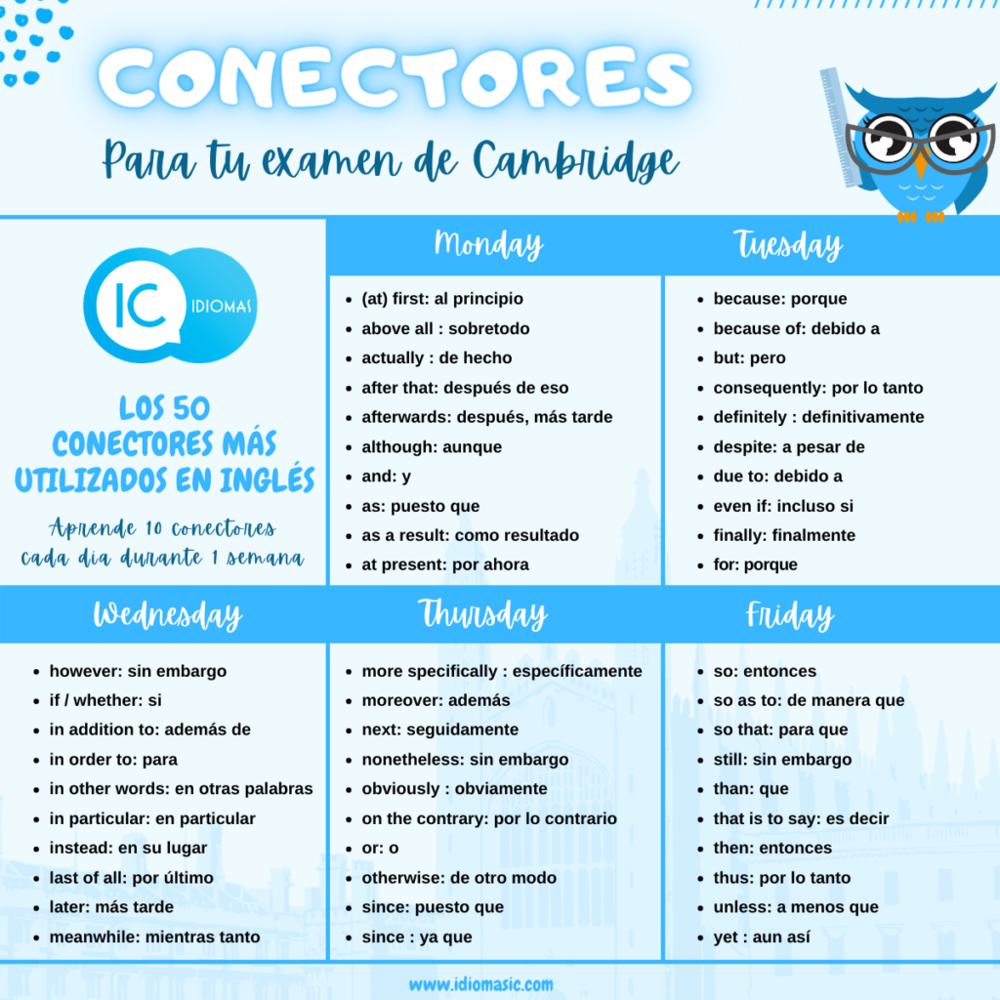 CONECTORES
Para tu examen de Cambridge
IC
IDIOMAS
LOS 50
CONECTORES MÁS
UTILIZADOS EN INGLÉS
Aprende 10 conectores
cada dia durante 1 semana
Monday
(at) first: al principio
above all : sobretodo
actually : de hecho
after that: después de eso
afterwards: después, más tarde
although: aunque
and: y
as: puesto que
as a result: como resultado
at present: por ahora
Tuesday
because: porque
because of: debido a
but: pero
consequently: por lo tanto
definitely : definitivamente
despite: a pesar de
due to: debido a
even if: incluso si
finally: finalmente
for: porque
Wednesday
however: sin embargo
if / whether: si
in addition to: además de
in order to: para
in other words: en otras palabras
in particular: en particular
instead: en su lugar
last of all: por último
later: más tarde
meanwhile: mientras tanto
Thursday
more specifically : específicamente
moreover: además
next: seguidamente
nonetheless: sin embargo
obviously : obviamente
on the contrary: por lo contrario
or: o
otherwise: de otro modo
since: puesto que
since : ya que
Friday
so: entonces
so as to: de manera que
so that: para que
still: sin embargo
than: que
that is to say: es decir
then: entonces
thus: por lo tanto
unless: a menos que
yet : aun así
www.idiomasic.com